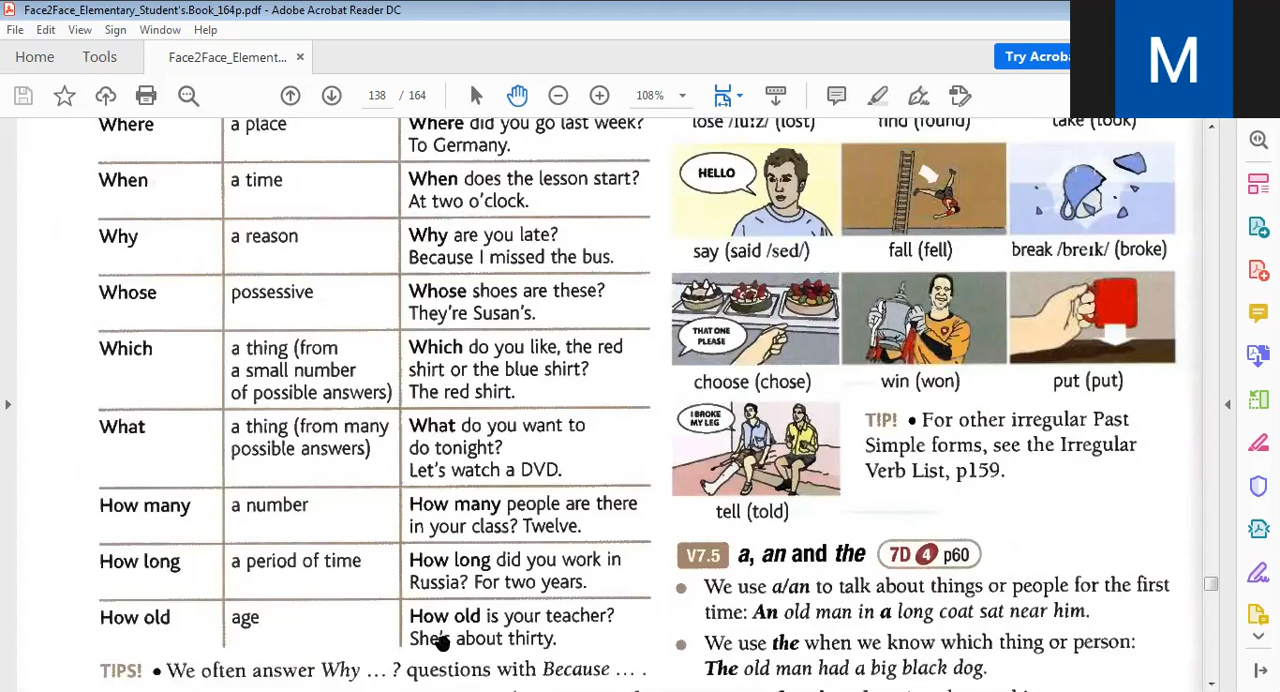 Face2Face_Elementary_Student's.Book_164p.pdf - Adobe Acrobat Reader DC
File Edit View Sign Window Help
Home Tools Face2Face_Element... × Try Acroba
M
138 / 164 108%
Where a place Where did you go last week?
To Germany.
When a time When does the lesson start?
At two o'clock.
Why a reason Why are you late?
Because I missed the bus.
Whose possessive Whose shoes are these?
They're Susan's.
Which a thing (from Which do you like, the red
a small number shirt or the blue shirt?
of possible answers) The red shirt.
What a thing (from many What do you want to
possible answers) do tonight?
Let's watch a DVD.
How many a number How many people are there
in your class? Twelve.
How long a period of time How long did you work in
Russia? For two years.
How old age How old is your teacher?
She's about thirty.
TIPS! • We often answer Why … ? questions with Because … .
lose /luːz/ (lost) find (found) take (took)
HELLO
say (said /sed/) fall (fell) break /breɪk/ (broke)
THAT ONE
PLEASE
choose (chose) win (won) put (put)
I BROKE
MY LEG
tell (told)
TIP! • For other irregular Past
Simple forms, see the Irregular
Verb List, p159.
V7.5 a, an and the 7D 4 p60
• We use a/an to talk about things or people for the first
time: An old man in a long coat sat near him.
• We use the when we know which thing or person:
The old man had a big black dog.